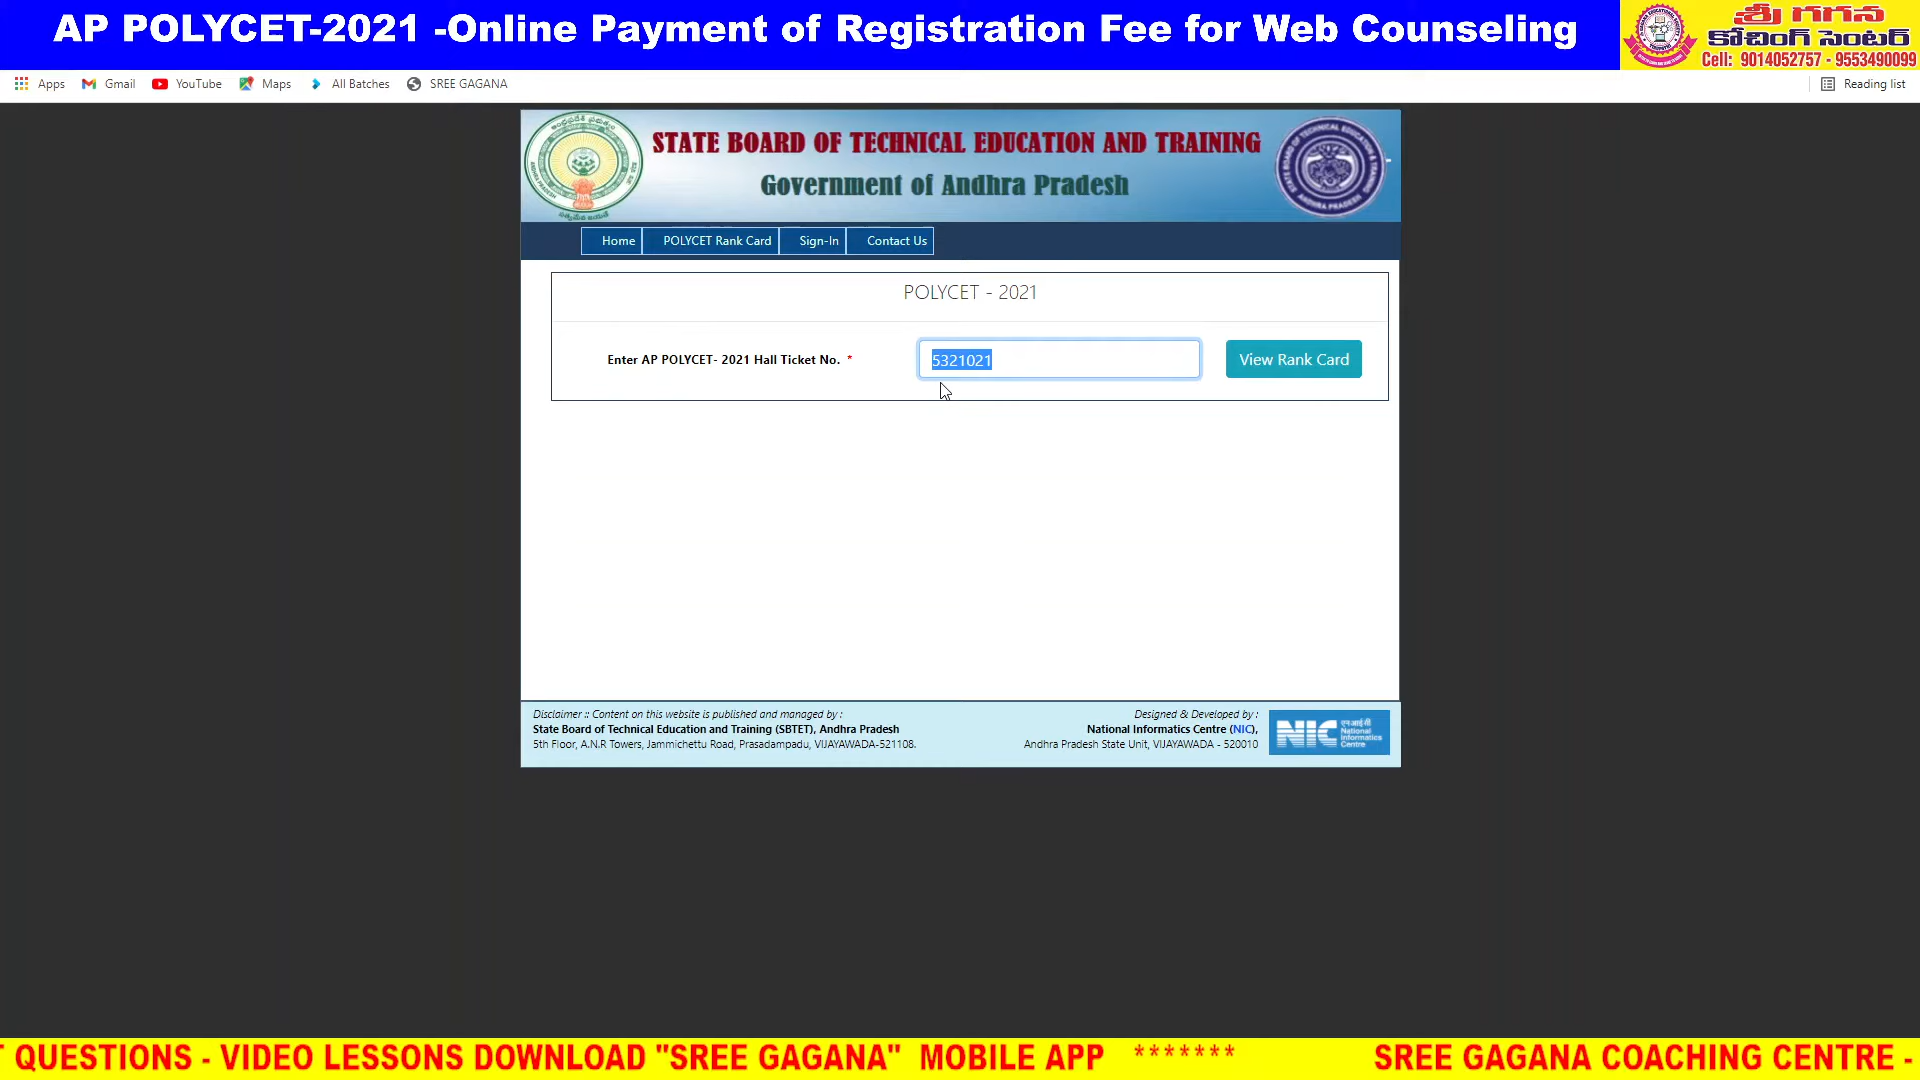 AP POLYCET-2021 -Online Payment of Registration Fee for Web Counseling
శ్రీ గగన
కోచింగ్ సెంటర్
Cell: 9014052757 - 9553490099
Apps
Gmail
YouTube
Maps
All Batches
SREE GAGANA
Reading list
STATE BOARD OF TECHNICAL EDUCATION AND TRAINING
Government of Andhra Pradesh
Home
POLYCET Rank Card
Sign-In
Contact Us
POLYCET - 2021
Enter AP POLYCET- 2021 Hall Ticket No. *
5321021
View Rank Card
Disclaimer :: Content on this website is published and managed by :
State Board of Technical Education and Training (SBTET), Andhra Pradesh
5th Floor, A.N.R Towers, Jammichettu Road, Prasadampadu, VIJAYAWADA-521108.
Designed & Developed by :
National Informatics Centre (NIC),
Andhra Pradesh State Unit, VIJAYAWADA - 520010
NIC
एनआईसी
National
Informatics
Centre
QUESTIONS - VIDEO LESSONS DOWNLOAD "SREE GAGANA" MOBILE APP ******* SREE GAGANA COACHING CENTRE -